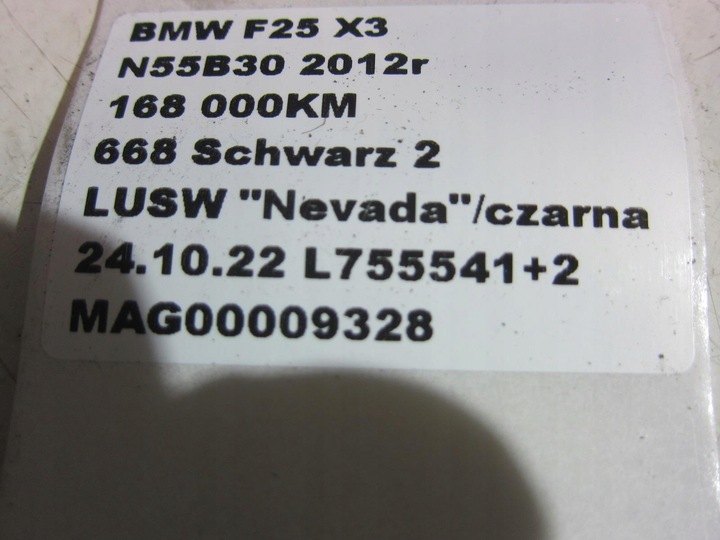 BMW F25 X3
N55B30 2012r
168 000KM
668 Schwarz 2
LUSW "Nevada"/czarna
24.10.22 L755541+2
MAG00009328